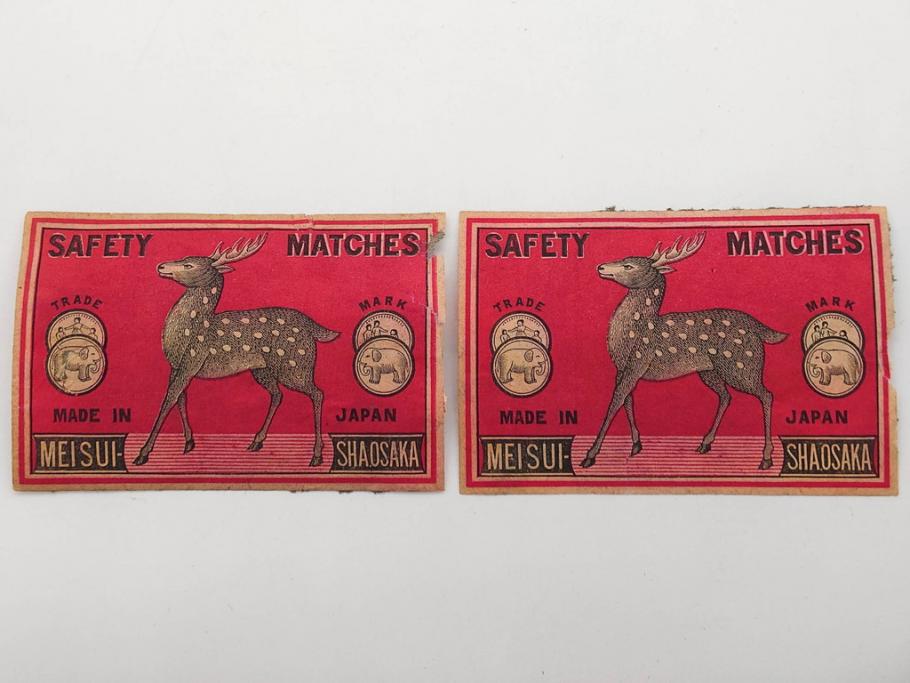 SAFETY MATCHES
TRADE MARK
MADE IN JAPAN
MEISUI- SHAOSAKA
SAFETY MATCHES
TRADE MARK
MADE IN JAPAN
MEISUI- SHAOSAKA